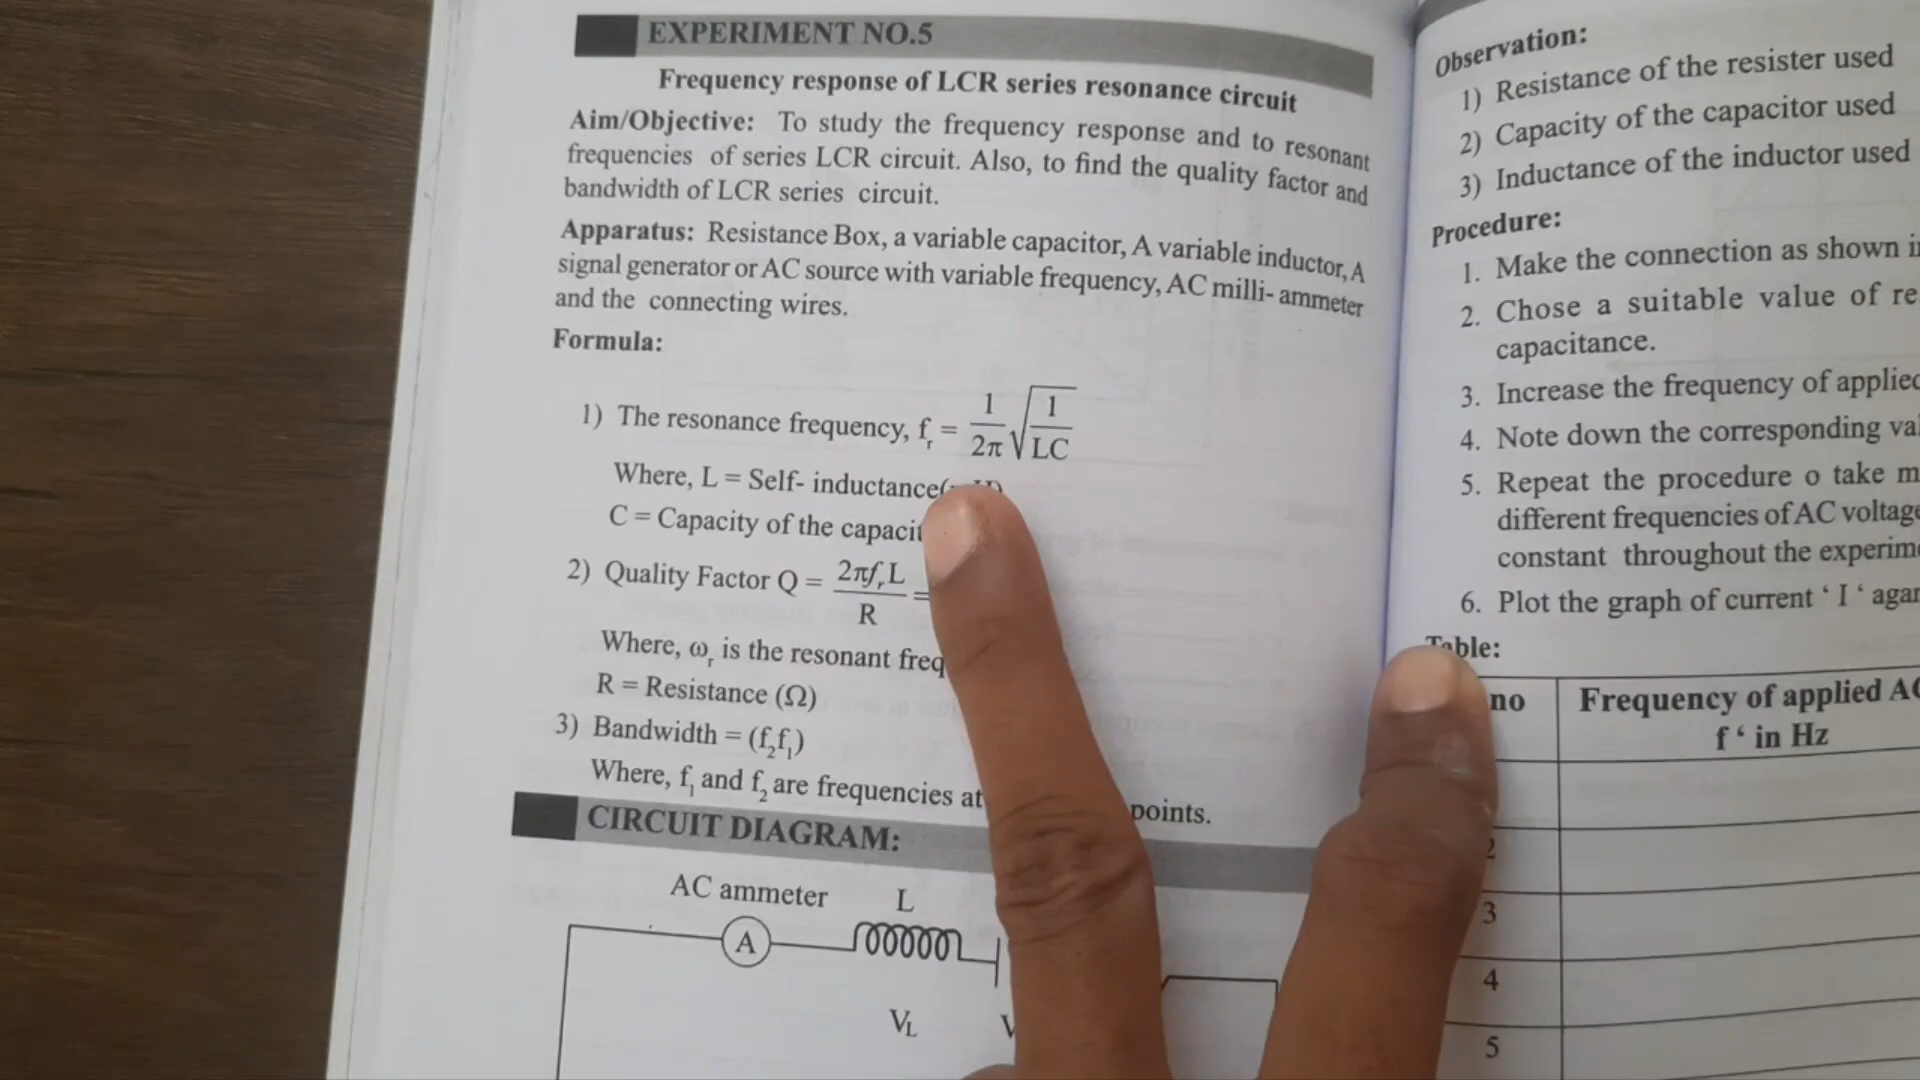 EXPERIMENT NO.5
Frequency response of LCR series resonance circuit
Aim/Objective: To study the frequency response and to resonant
frequencies of series LCR circuit. Also, to find the quality factor and
bandwidth of LCR series circuit.
Apparatus: Resistance Box, a variable capacitor, A variable inductor, A
signal generator or AC source with variable frequency, AC milli- ammeter
and the connecting wires.
Formula:
1) The resonance frequency, fᵣ = 1/2π √1/LC
Where, L = Self- inductance(
C = Capacity of the
2) Quality Factor Q = 2πfᵣL/R =
Where, ωᵣ is the resonant
R = Resistance (Ω)
3) Bandwidth = (f₂f₁)
Where, f₁ and f₂ are frequencies at points.
CIRCUIT DIAGRAM:
AC ammeter L
A
V_L V
Observation:
1) Resistance of the resister used
2) Capacity of the capacitor used
3) Inductance of the inductor used
Procedure:
1. Make the connection as shown
2. Chose a suitable value of
capacitance.
3. Increase the frequency of
4. Note down the corresponding
5. Repeat the procedure o take
different frequencies of AC
constant throughout the
6. Plot the graph of current ‘ I ‘
Table:
no Frequency of applied
f ‘ in Hz
2
3
4
5